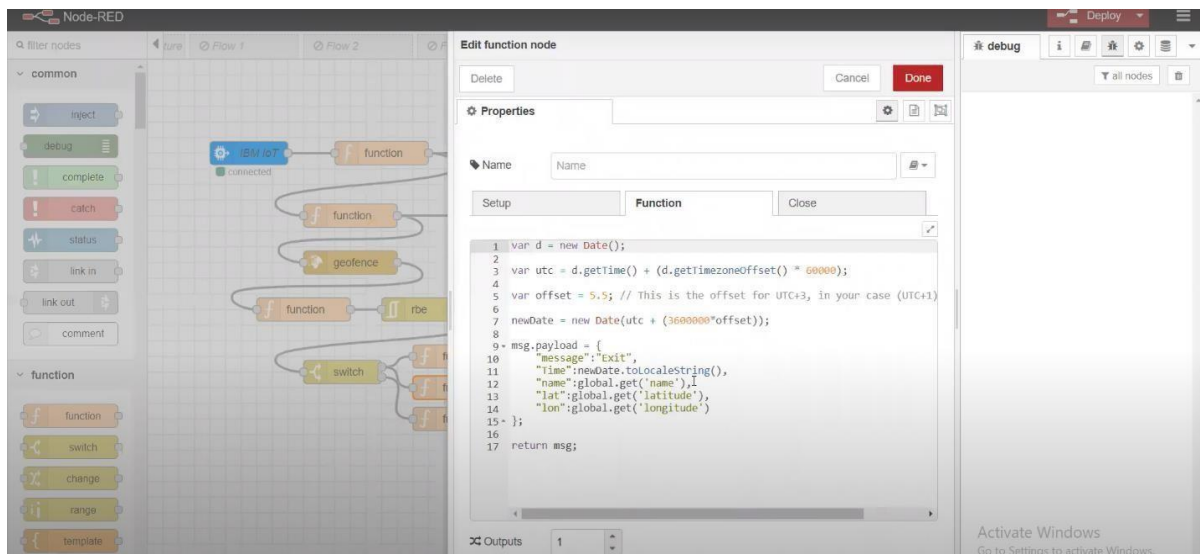 Node-RED
Deploy
filter nodes
Flow 1
Flow 2
Edit function node
debug
all nodes
common
Delete
Cancel
Done
Properties
inject
debug
IBM IoT
function
connected
Name
Name
complete
catch
function
Setup
Function
Close
status
geofence
link in
link out
function
rbe
comment
switch
function
function
switch
change
range
template
1 var d = new Date();
2
3 var utc = d.getTime() + (d.getTimezoneOffset() * 60000);
4
5 var offset = 5.5; // This is the offset for UTC+3, in your case (UTC+1)
6
7 newDate = new Date(utc + (3600000*offset));
8
9 msg.payload = {
10 "message":"Exit",
11 "Time":newDate.toLocaleString(),
12 "name":global.get('name'),
13 "lat":global.get('latitude'),
14 "lon":global.get('longitude')
15 };
16
17 return msg;
Outputs
1
Activate Windows
Go to Settings to activate Windows.